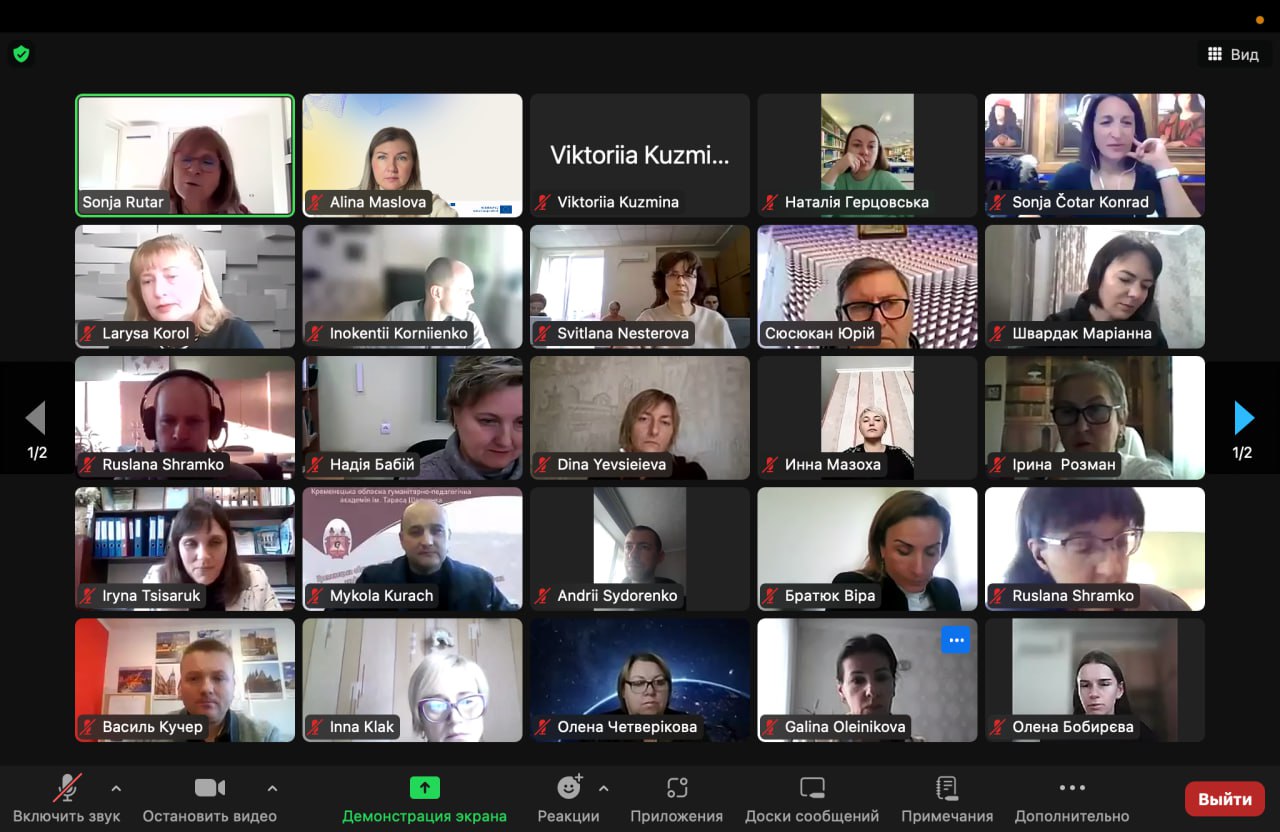 Вид
Viktoriia Kuzmi...
Sonja Rutar
Alina Maslova
Viktoriia Kuzmina
Наталія Герцовська
Sonja Čotar Konrad
Larysa Korol
Inokentii Korniienko
Svitlana Nesterova
Сюсюкан Юрій
Швардак Маріанна
1/2
1/2
Ruslana Shramko
Надія Бабій
Dina Yevsieieva
Инна Мазоха
Ірина Розман
Кременецька обласна гуманітарно-педагогічна
академія ім. Тараса Шевченка
Iryna Tsisaruk
Mykola Kurach
Andrii Sydorenko
Братюк Віра
Ruslana Shramko
Василь Кучер
Inna Klak
Олена Четверікова
Galina Oleinikova
Олена Бобирєва
Включить звук
Остановить видео
Демонстрация экрана
Реакции
Приложения
Доски сообщений
Примечания
Дополнительно
Выйти